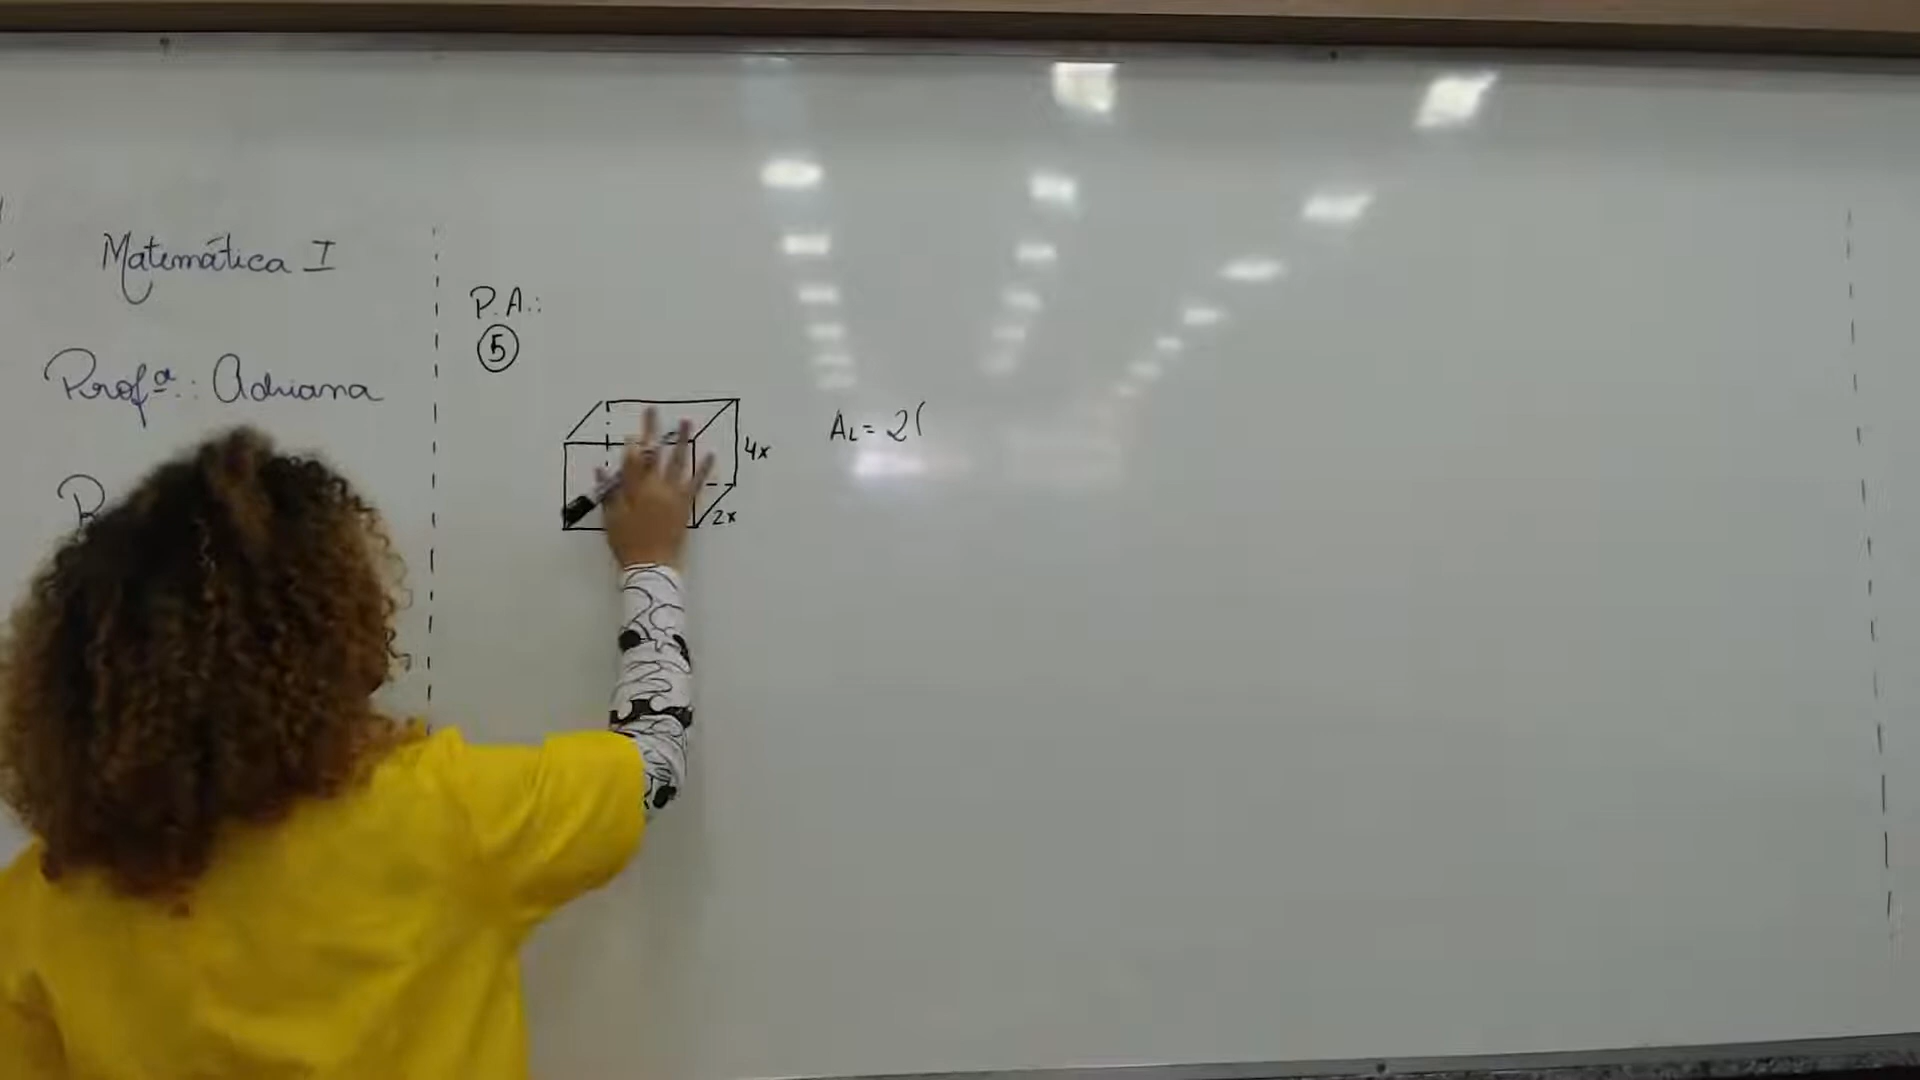 Matemática I
Profª.: Adriana
P.A.:
5
4x
2x
AL = 2(